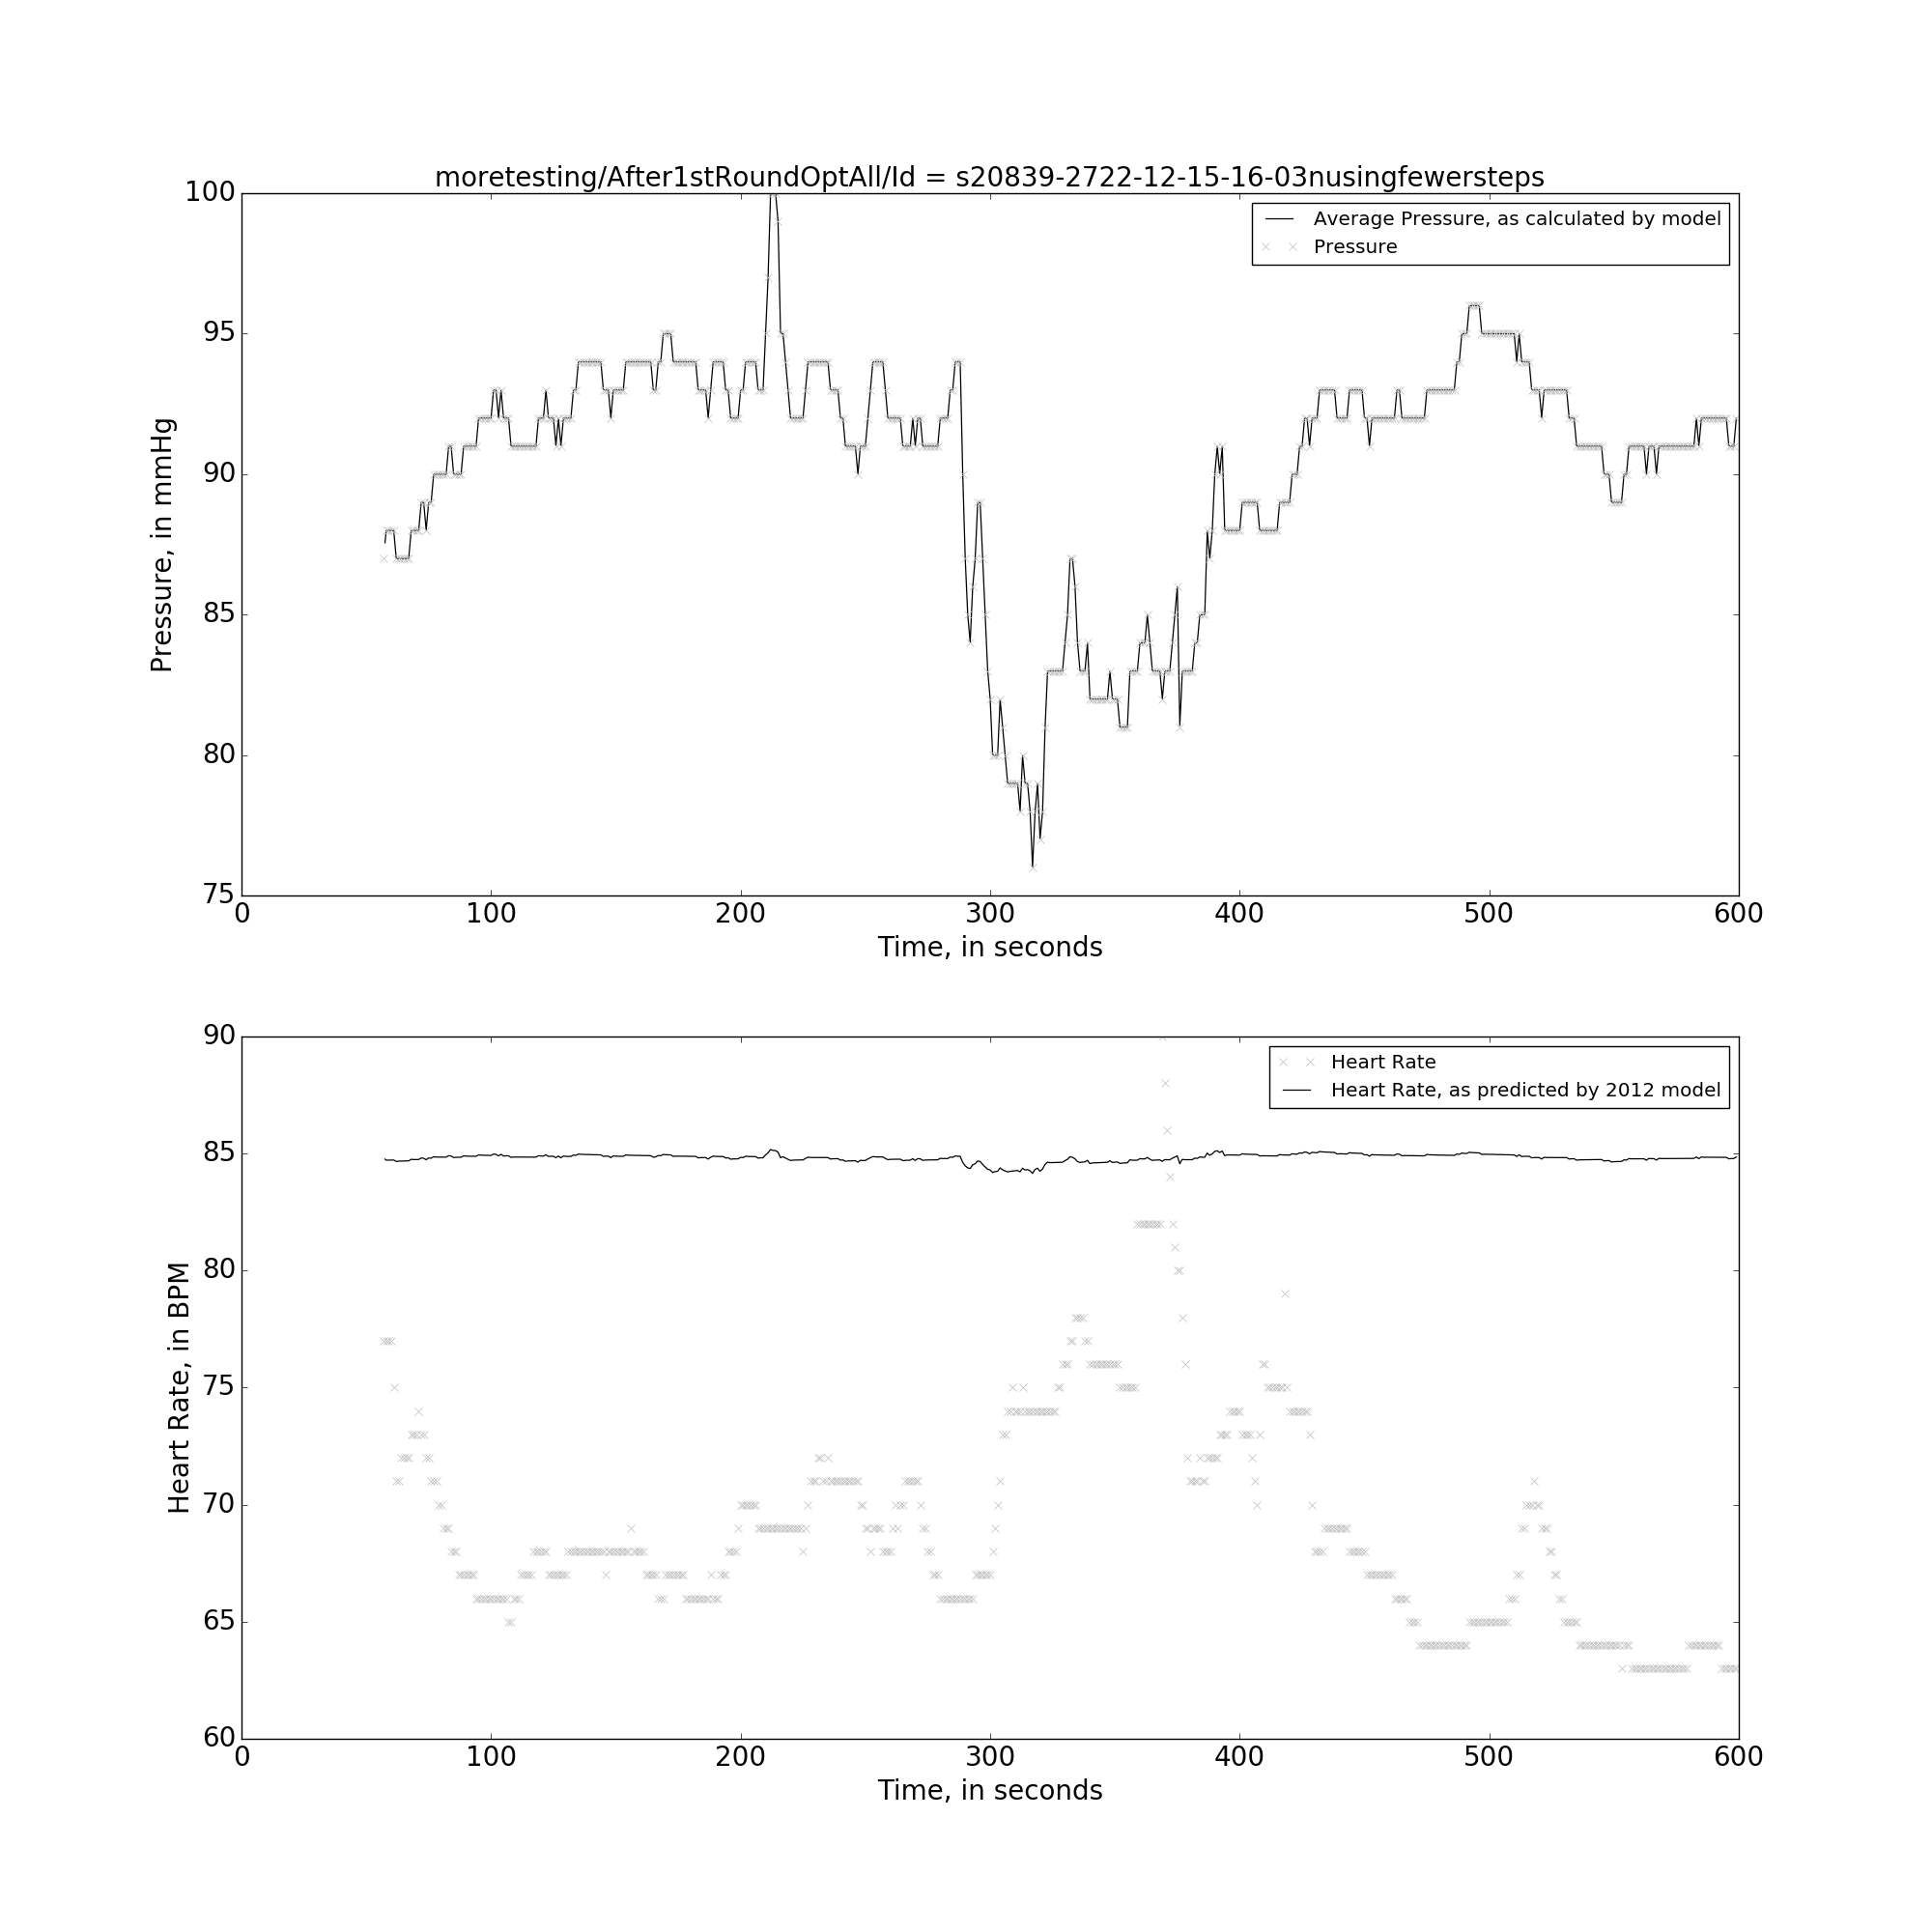 moretesting/After1stRoundOptAll/Id = s20839-2722-12-15-16-03nusingfewersteps
100
95
90
85
80
75
Pressure, in mmHg
Average Pressure, as calculated by model
Pressure
0 100 200 300 400 500 600
Time, in seconds
90
85
80
75
70
65
60
Heart Rate, in BPM
Heart Rate
Heart Rate, as predicted by 2012 model
0 100 200 300 400 500 600
Time, in seconds